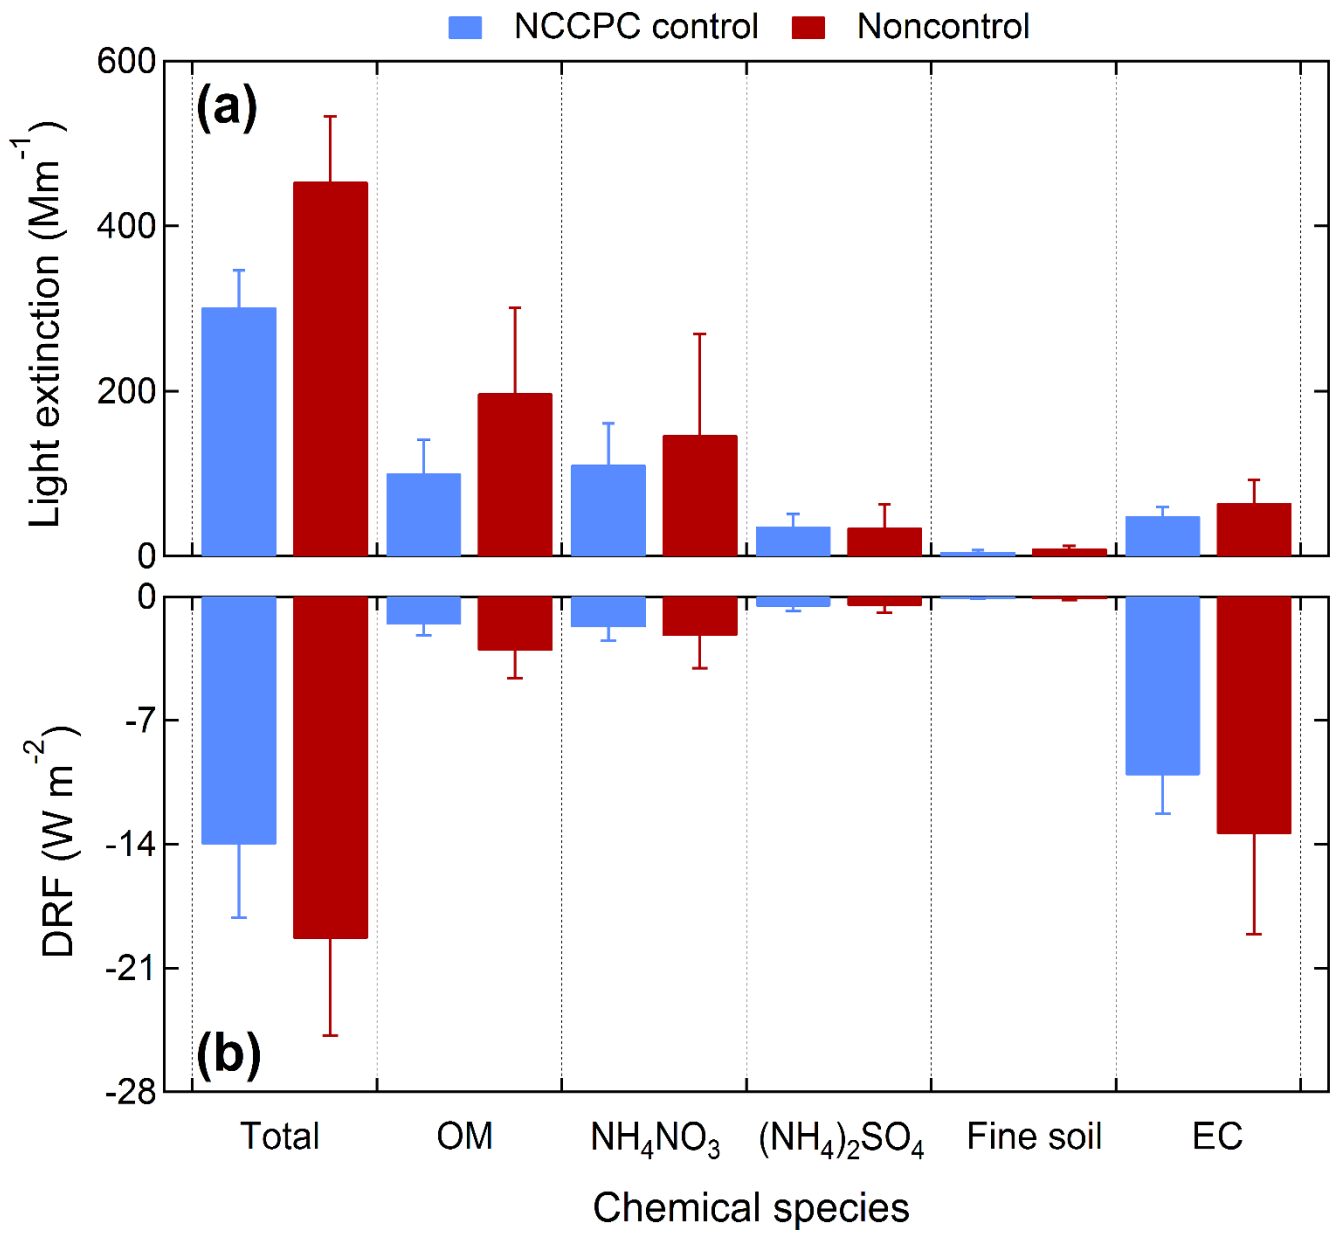 NCCPC control Noncontrol
(a)
Light extinction (Mm⁻¹)
600
400
200
0
(b)
DRF (W m⁻²)
0
-7
-14
-21
-28
Total OM NH₄NO₃ (NH₄)₂SO₄ Fine soil EC
Chemical species